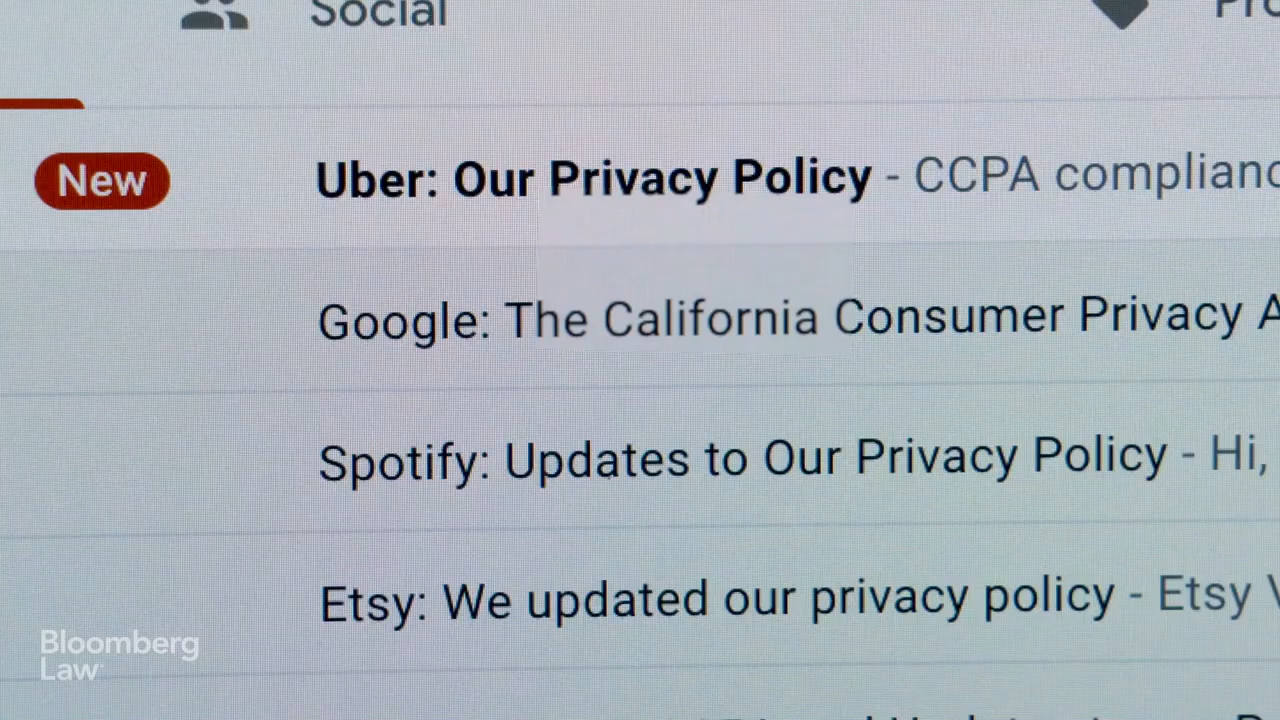 Social
New
Uber: Our Privacy Policy - CCPA
Google: The California Consumer Privacy
Spotify: Updates to Our Privacy Policy - Hi,
Etsy: We updated our privacy policy - Etsy
Bloomberg
Law